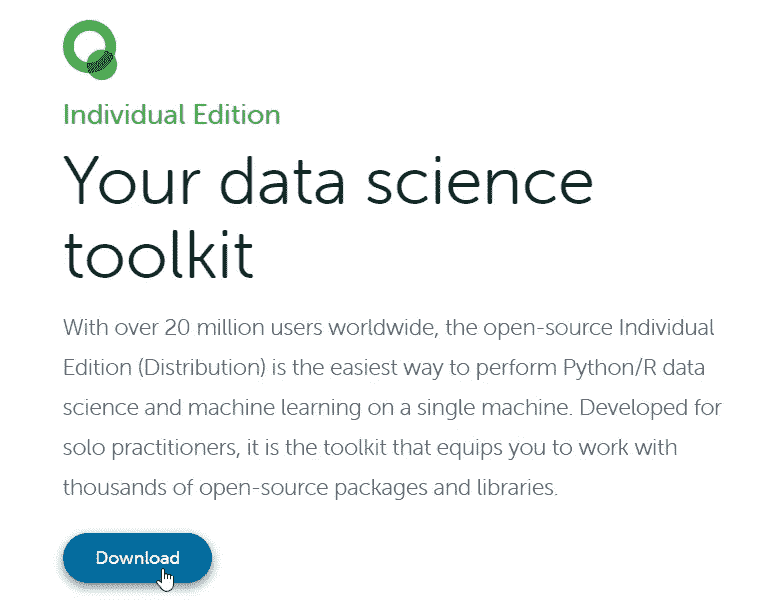 Individual Edition
Your data science
toolkit
With over 20 million users worldwide, the open-source Individual
Edition (Distribution) is the easiest way to perform Python/R data
science and machine learning on a single machine. Developed for
solo practitioners, it is the toolkit that equips you to work with
thousands of open-source packages and libraries.
Download